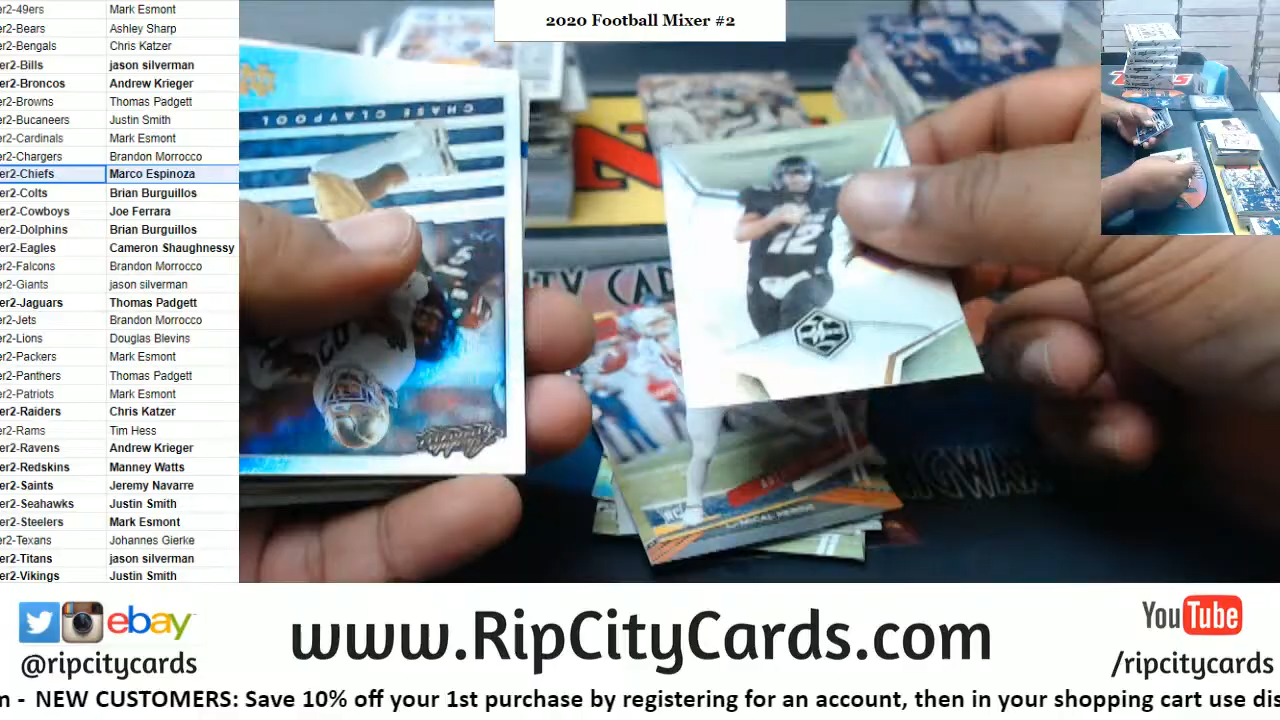 2020 Football Mixer #2
er2-49ers Mark Esmont
er2-Bears Ashley Sharp
er2-Bengals Chris Katzer
er2-Bills jason silverman
er2-Broncos Andrew Krieger
er2-Browns Thomas Padgett
er2-Bucaneers Justin Smith
er2-Cardinals Mark Esmont
er2-Chargers Brandon Morrocco
er2-Chiefs Marco Espinoza
er2-Colts Brian Burguillos
er2-Cowboys Joe Ferrara
er2-Dolphins Brian Burguillos
er2-Eagles Cameron Shaughnessy
er2-Falcons Brandon Morrocco
er2-Giants jason silverman
er2-Jaguars Thomas Padgett
er2-Jets Brandon Morrocco
er2-Lions Douglas Blevins
er2-Packers Mark Esmont
er2-Panthers Thomas Padgett
er2-Patriots Mark Esmont
er2-Raiders Chris Katzer
er2-Rams Tim Hess
er2-Ravens Andrew Krieger
er2-Redskins Manney Watts
er2-Saints Jeremy Navarre
er2-Seahawks Justin Smith
er2-Steelers Mark Esmont
er2-Texans Johannes Gierke
er2-Titans jason silverman
er2-Vikings Justin Smith
CHASE CLAYPOOL
12
RC
ebay
@ripcitycards
www.RipCityCards.com
YouTube
/ripcitycards
m - NEW CUSTOMERS: Save 10% off your 1st purchase by registering for an account, then in your shopping cart use dis